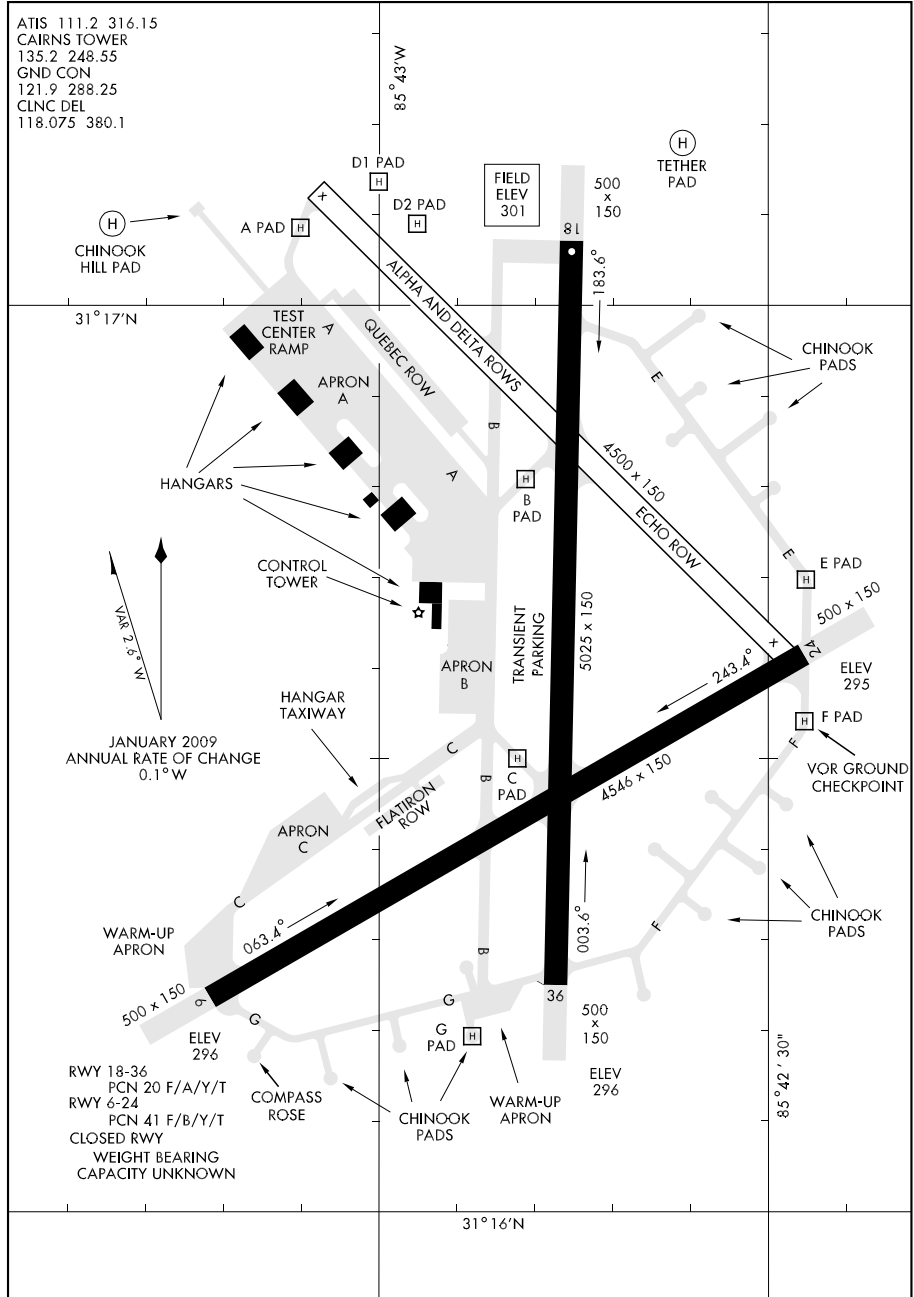 ATIS 111.2 316.15
CAIRNS TOWER
135.2 248.55
GND CON
121.9 288.25
CLNC DEL
118.075 380.1
85°43'W
D1 PAD
H
FIELD
ELEV
301
500
x
150
H
TETHER
PAD
D2 PAD
H
A PAD
H
x
H
CHINOOK
HILL PAD
18
183.6°
ALPHA AND DELTA ROWS
31°17'N
TEST
CENTER
RAMP
A
QUEBEC ROW
APRON
A
E
CHINOOK
PADS
B
4500 x 150
HANGARS
A
H
B
PAD
ECHO ROW
E
E PAD
H
CONTROL
TOWER
TRANSIENT
PARKING
5025 x 150
500 x 150
x
24
VAR 2.6° W
APRON
B
243.4°
ELEV
295
HANGAR
TAXIWAY
H
F PAD
F
JANUARY 2009
ANNUAL RATE OF CHANGE
0.1° W
C
B
H
C
PAD
4546 x 150
VOR GROUND
CHECKPOINT
FLATIRON
ROW
APRON
C
C
063.4°
003.6°
F
CHINOOK
PADS
WARM-UP
APRON
B
500 x 150
6
36
G
G
G
PAD
H
500
x
150
ELEV
296
ELEV
296
RWY 18-36
PCN 20 F/A/Y/T
RWY 6-24
PCN 41 F/B/Y/T
CLOSED RWY
WEIGHT BEARING
CAPACITY UNKNOWN
COMPASS
ROSE
CHINOOK
PADS
WARM-UP
APRON
85°42' 30"
31°16'N